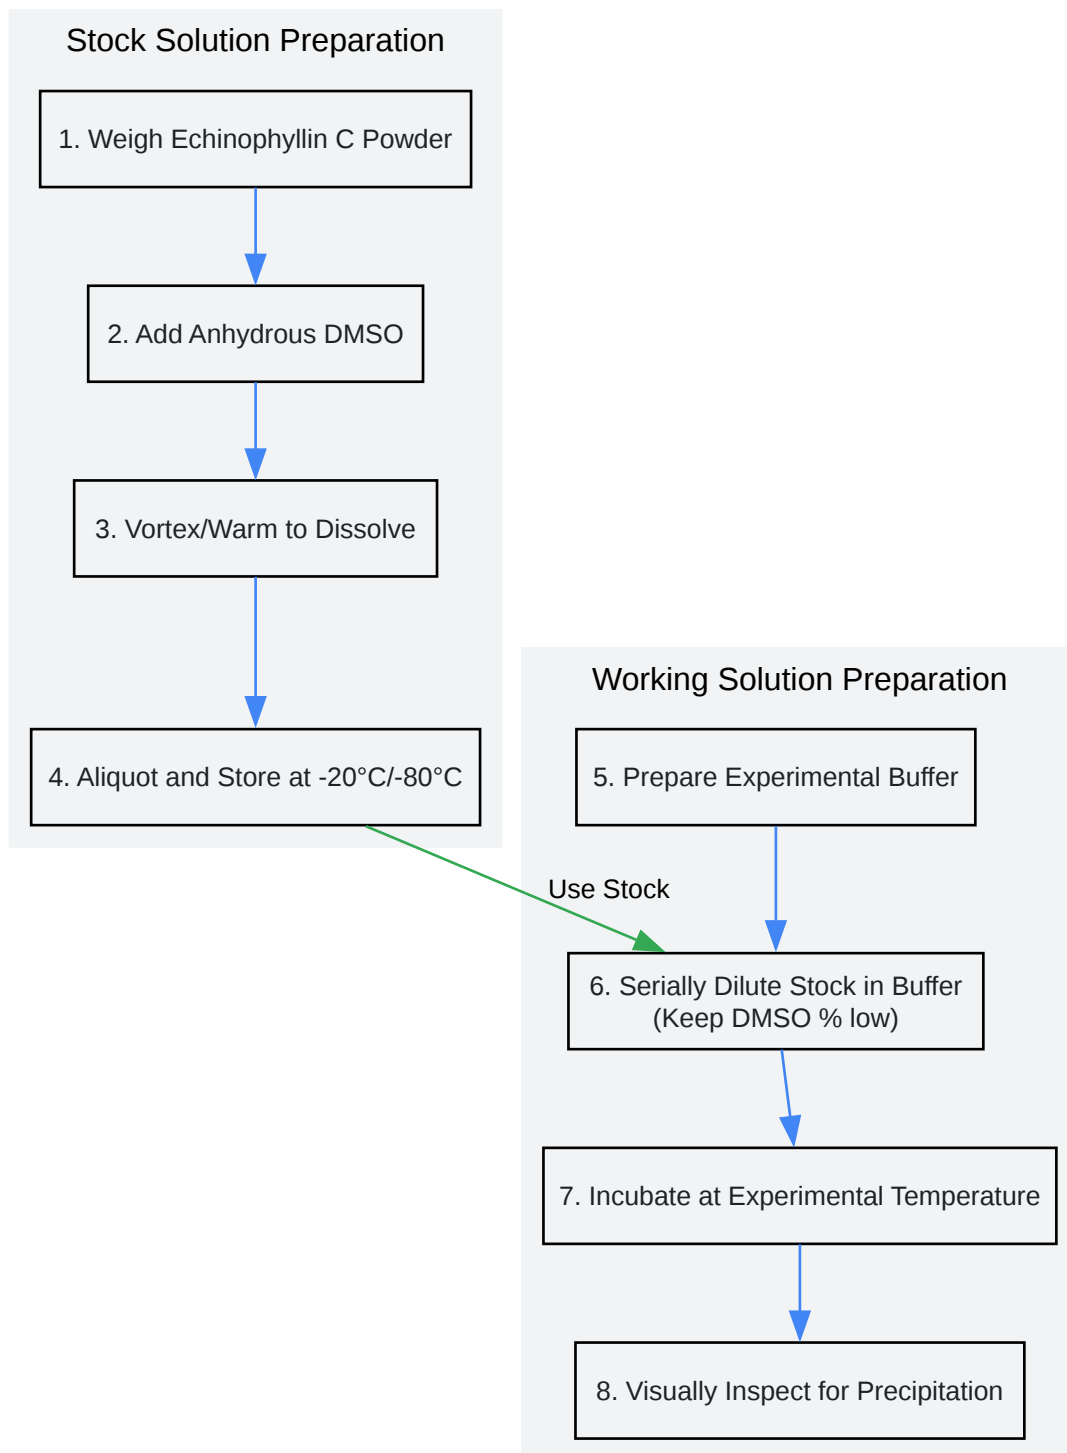 Stock Solution Preparation
1. Weigh Echinophyllin C Powder
2. Add Anhydrous DMSO
3. Vortex/Warm to Dissolve
4. Aliquot and Store at -20°C/-80°C
Use Stock
Working Solution Preparation
5. Prepare Experimental Buffer
6. Serially Dilute Stock in Buffer
(Keep DMSO % low)
7. Incubate at Experimental Temperature
8. Visually Inspect for Precipitation